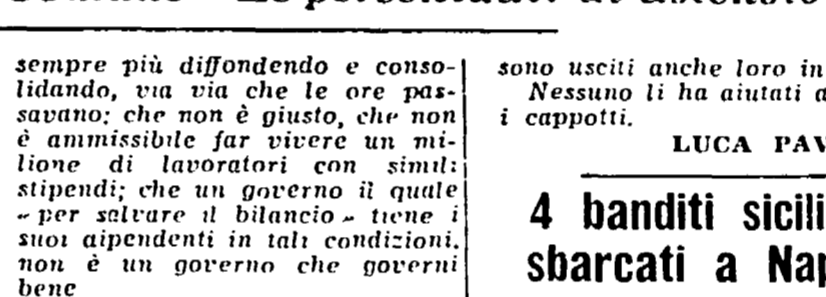 sempre più diffondendo e conso-
lidando, via via che le ore pas-
savano; che non è giusto, che non
è ammissibile far vivere un mi-
lione di lavoratori con simili
stipendi; che un governo il quale
« per salvare il bilancio » tiene i
suoi dipendenti in tali condizioni,
non è un governo che governi
bene
sono usciti anche loro in
Nessuno li ha aiutati a
i cappotti.
LUCA PAV
4 banditi sicili
sbarcati a Nap